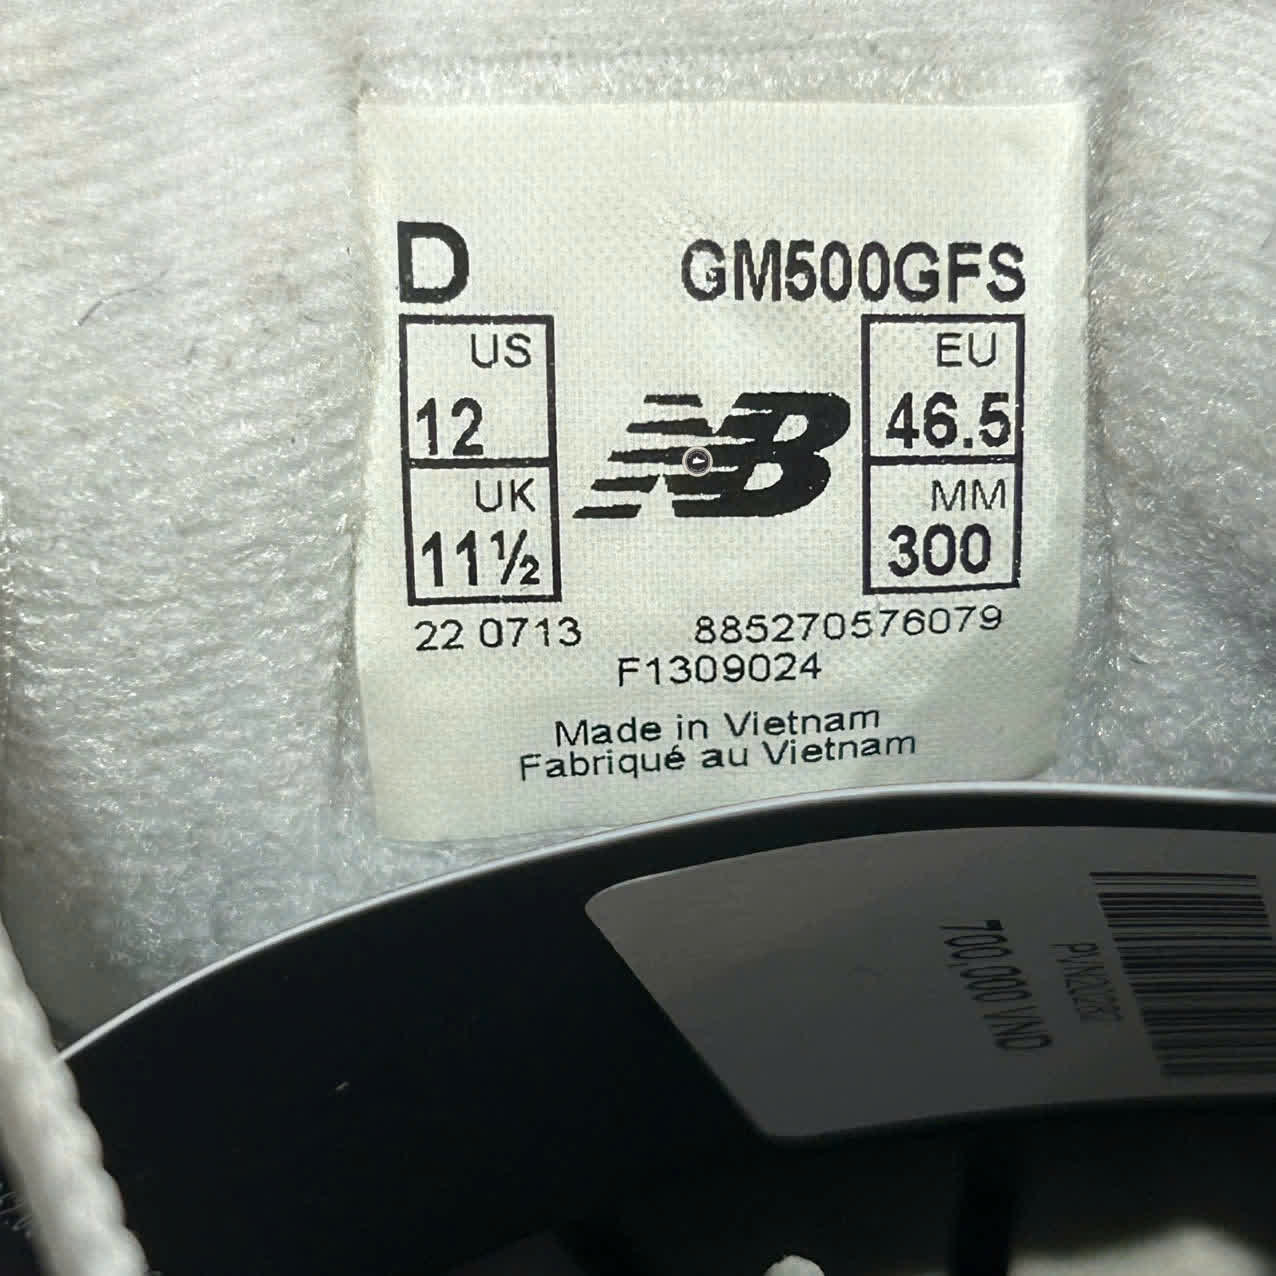 D GM500GFS
US
12
UK
11½
NB
EU
46.5
MM
300
22 0713 885270576079
F1309024
Made in Vietnam
Fabriqué au Vietnam
700,000 VND